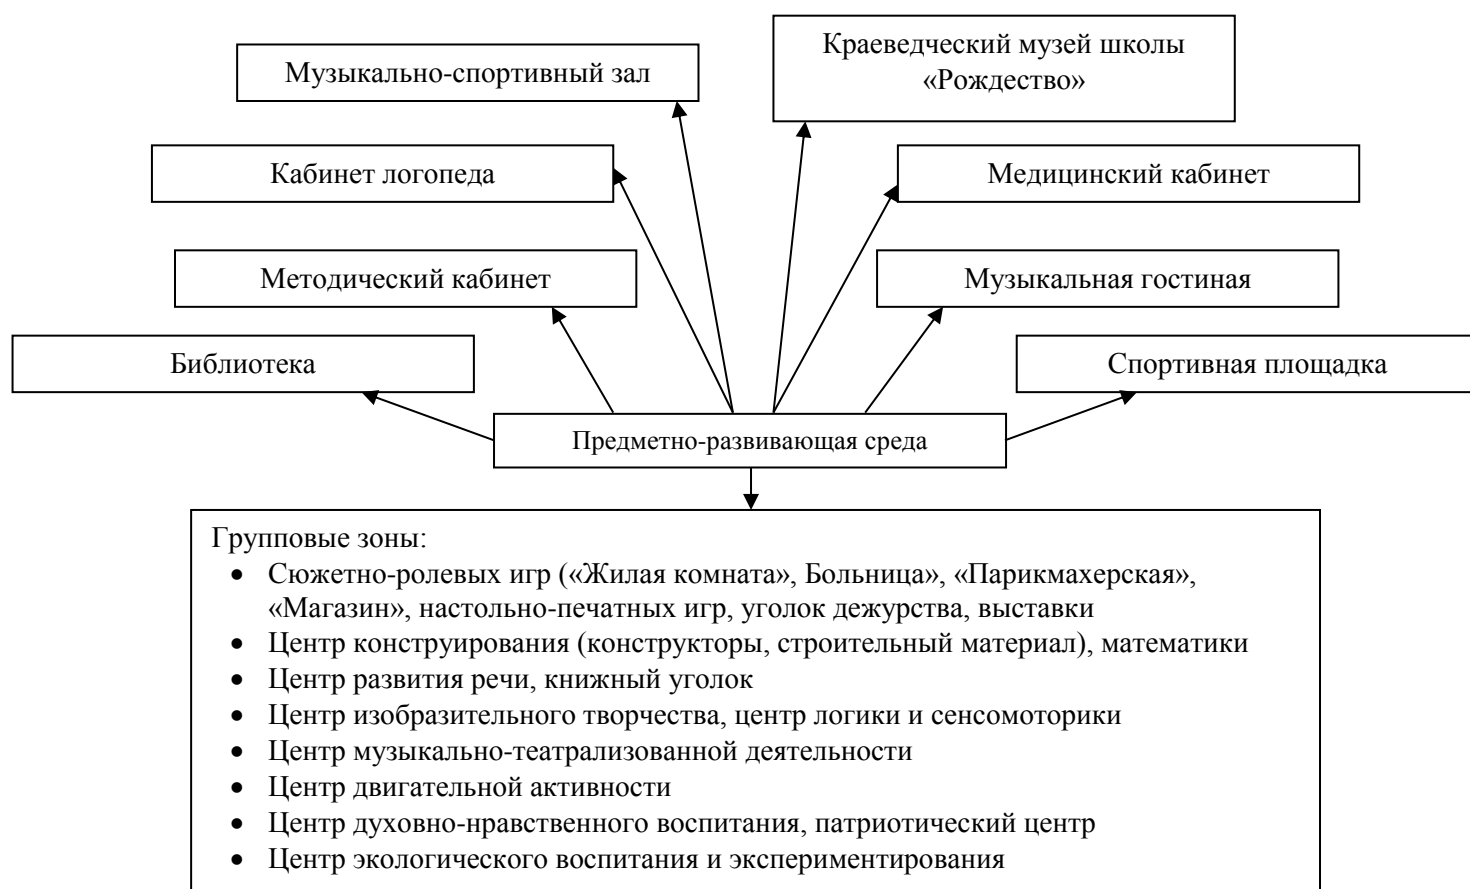 Музыкально-спортивный зал
Краеведческий музей школы
«Рождество»
Кабинет логопеда
Медицинский кабинет
Методический кабинет
Музыкальная гостиная
Библиотека
Спортивная площадка
Предметно-развивающая среда
Групповые зоны:
• Сюжетно-ролевых игр («Жилая комната», Больница», «Парикмахерская»,
«Магазин», настольно-печатных игр, уголок дежурства, выставки
• Центр конструирования (конструкторы, строительный материал), математики
• Центр развития речи, книжный уголок
• Центр изобразительного творчества, центр логики и сенсомоторики
• Центр музыкально-театрализованной деятельности
• Центр двигательной активности
• Центр духовно-нравственного воспитания, патриотический центр
• Центр экологического воспитания и экспериментирования